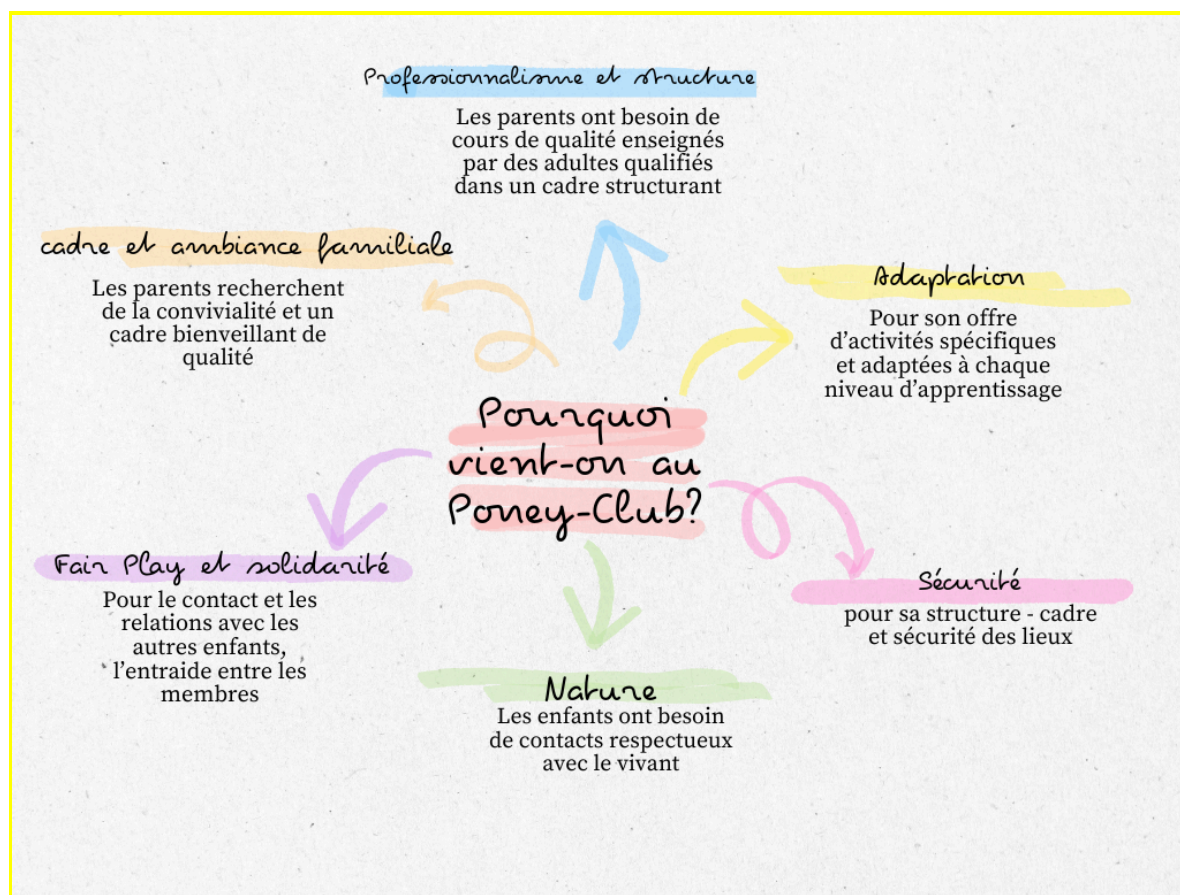 Professionnalisme et structure
Les parents ont besoin de
cours de qualité enseignés
par des adultes qualifiés
dans un cadre structurant
cadre et ambiance familiale
Les parents recherchent
de la convivialité et un
cadre bienveillant de
qualité
Adaptation
Pour son offre
d’activités spécifiques
et adaptées à chaque
niveau d’apprentissage
Pourquoi
vient-on au
Poney-Club?
Fair Play et solidarité
Pour le contact et les
relations avec les
autres enfants,
l’entraide entre les
membres
Sécurité
pour sa structure - cadre
et sécurité des lieux
Nature
Les enfants ont besoin
de contacts respectueux
avec le vivant